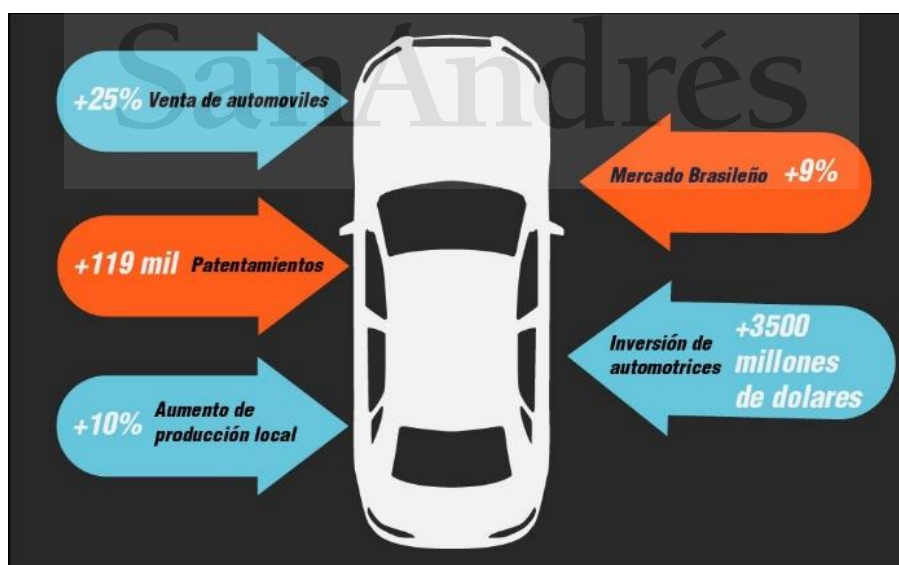 SanAndrés
+25% Venta de automoviles
Mercado Brasileño +9%
+119 mil Patentamientos
Inversión de
automotrices
+3500
millones
de dolares
+10% Aumento de
producción local